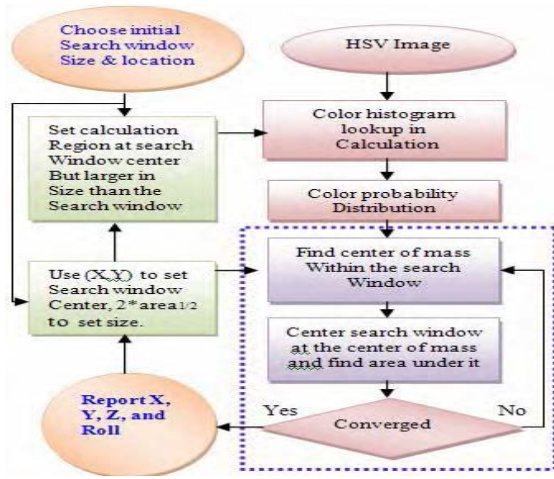 Choose initial
Search window
Size & location
HSV Image
Set calculation
Region at search
Window center
But larger in
Size than the
Search window
Color histogram
lookup in
Calculation
Color probability
Distribution
Use (X,Y) to set
Search window
Center, 2*area1/2
to set size.
Find center of mass
Within the search
Window
Center search window
at the center of mass
and find area under it
Report X,
Y, Z, and
Roll
Yes
Converged
No